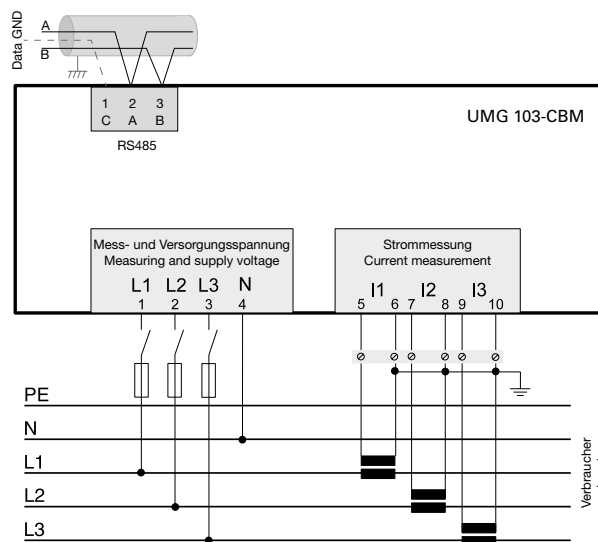 Data GND
A
B
1 2 3
C A B
RS485
UMG 103-CBM
Mess- und Versorgungsspannung
Measuring and supply voltage
L1 L2 L3 N
1 2 3 4
Strommessung
Current measurement
I1 I2 I3
5 6 7 8 9 10
PE
N
L1
L2
L3
Verbraucher